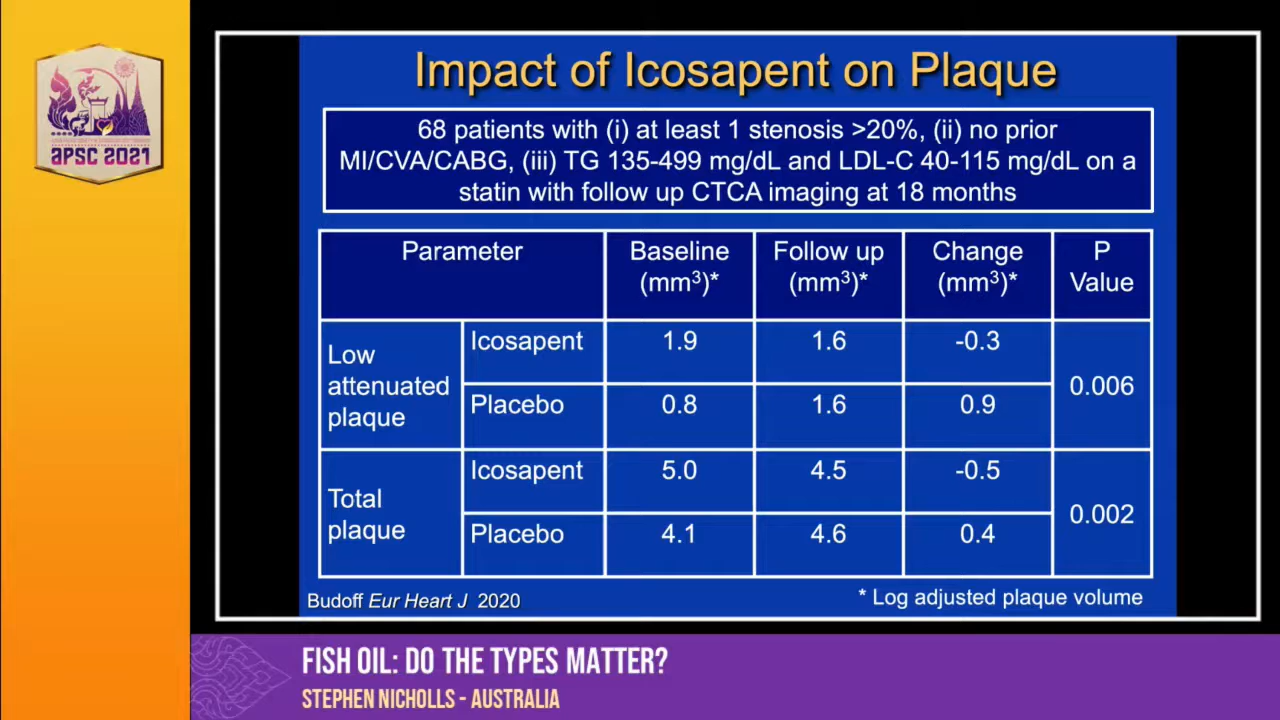 APSC 2021
Impact of Icosapent on Plaque
68 patients with (i) at least 1 stenosis >20%, (ii) no prior
MI/CVA/CABG, (iii) TG 135-499 mg/dL and LDL-C 40-115 mg/dL on a
statin with follow up CTCA imaging at 18 months
Parameter
Baseline
(mm³)*
Follow up
(mm³)*
Change
(mm³)*
P
Value
Low
attenuated
plaque
Icosapent
1.9
1.6
-0.3
0.006
Placebo
0.8
1.6
0.9
Total
plaque
Icosapent
5.0
4.5
-0.5
0.002
Placebo
4.1
4.6
0.4
Budoff Eur Heart J 2020
* Log adjusted plaque volume
FISH OIL: DO THE TYPES MATTER?
STEPHEN NICHOLLS - AUSTRALIA